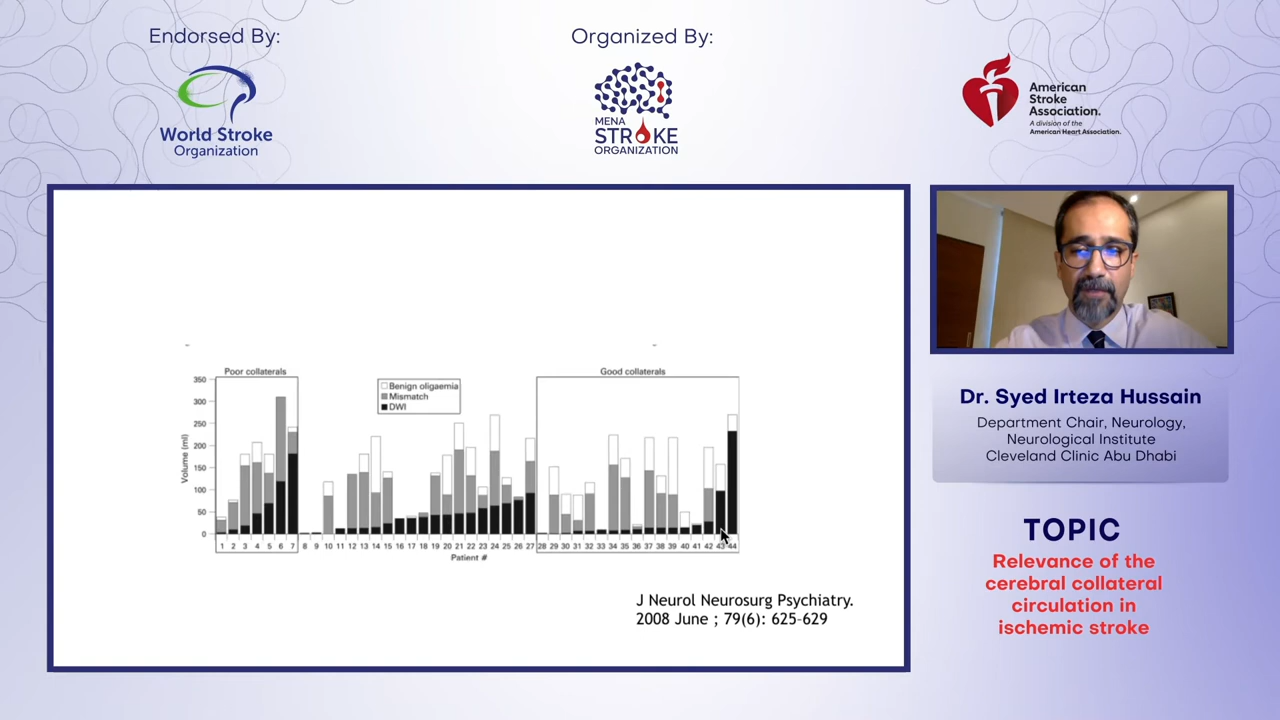 Endorsed By:
World Stroke
Organization
Organized By:
MENA
STROKE
ORGANIZATION
American
Stroke
Association.
A division of the
American Heart Association.
Poor collaterals
Good collaterals
Benign oligaemia
Mismatch
DWI
Volume (ml)
350
300
250
200
150
100
50
0
1 2 3 4 5 6 7 8 9 10 11 12 13 14 15 16 17 18 19 20 21 22 23 24 25 26 27 28 29 30 31 32 33 34 35 36 37 38 39 40 41 42 43 44
Patient #
J Neurol Neurosurg Psychiatry.
2008 June ; 79(6): 625–629
Dr. Syed Irteza Hussain
Department Chair, Neurology,
Neurological Institute
Cleveland Clinic Abu Dhabi
TOPIC
Relevance of the
cerebral collateral
circulation in
ischemic stroke